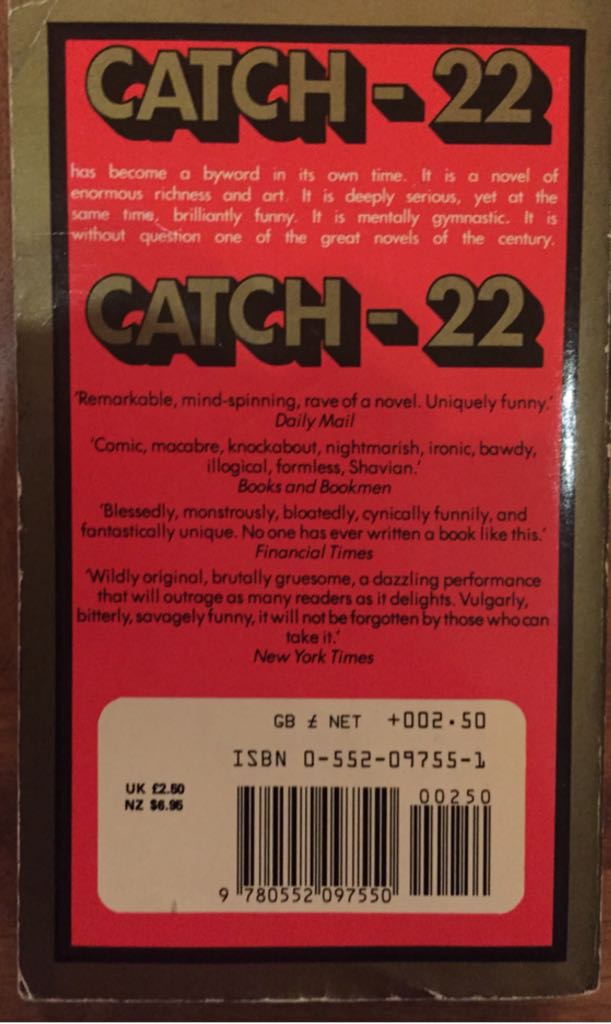 CATCH-22
has become a byword in its own time. It is a novel of
enormous richness and art. It is deeply serious, yet at the
same time, brilliantly funny. It is mentally gymnastic. It is
without question one of the great novels of the century.
CATCH-22
'Remarkable, mind-spinning, rave of a novel. Uniquely funny.'
Daily Mail
'Comic, macabre, knockabout, nightmarish, ironic, bawdy,
illogical, formless, Shavian.'
Books and Bookmen
'Blessedly, monstrously, bloatedly, cynically funnily, and
fantastically unique. No one has ever written a book like this.'
Financial Times
'Wildly original, brutally gruesome, a dazzling performance
that will outrage as many readers as it delights. Vulgarly,
bitterly, savagely funny, it will not be forgotten by those who can
take it.'
New York Times
GB £ NET +002.50
ISBN 0-552-09755-1
UK £2.50
NZ $6.95
00250
9 780552 097550